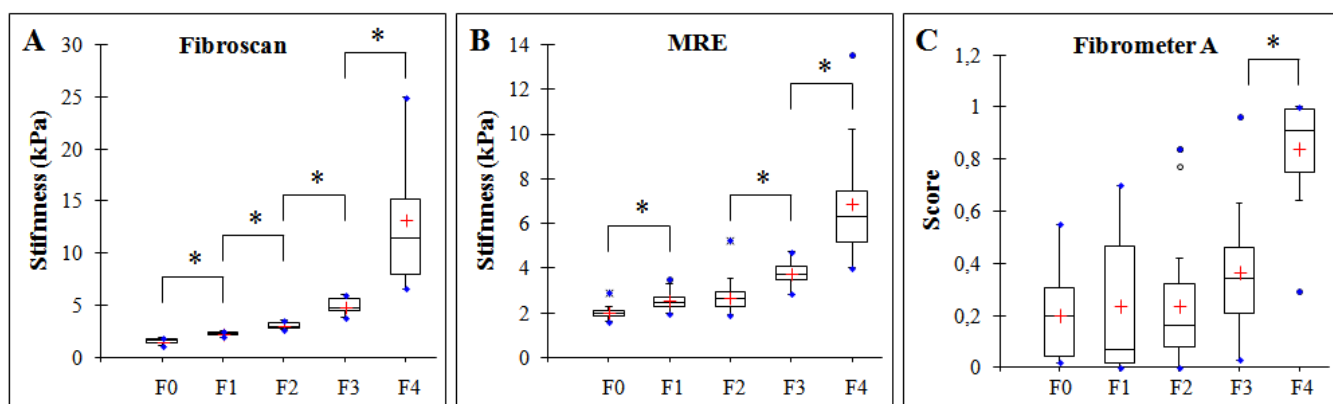 A Fibroscan
Stifnness (kPa)
30
25
20
15
10
5
0
* * * *
F0 F1 F2 F3 F4
B MRE
Stifnness (kPa)
14
12
10
8
6
4
2
0
* * *
F0 F1 F2 F3 F4
C Fibrometer A
Score
1,2
1
0,8
0,6
0,4
0,2
0
*
F0 F1 F2 F3 F4